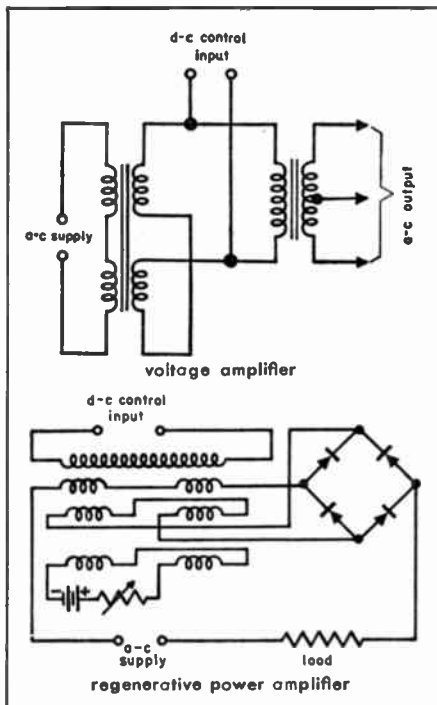 d-c control
input
a-c supply
a-c output
voltage amplifier
d-c control
input
- +
a-c
supply
load
regenerative power amplifier